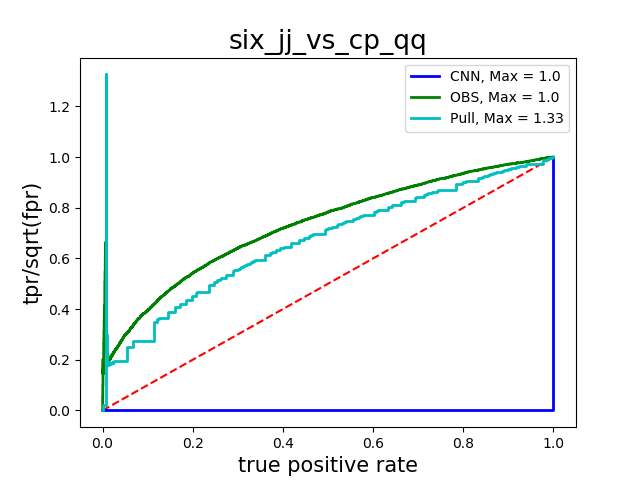 six_jj_vs_cp_qq
CNN, Max = 1.0
OBS, Max = 1.0
Pull, Max = 1.33
tpr/sqrt(fpr)
1.2
1.0
0.8
0.6
0.4
0.2
0.0
0.0 0.2 0.4 0.6 0.8 1.0
true positive rate